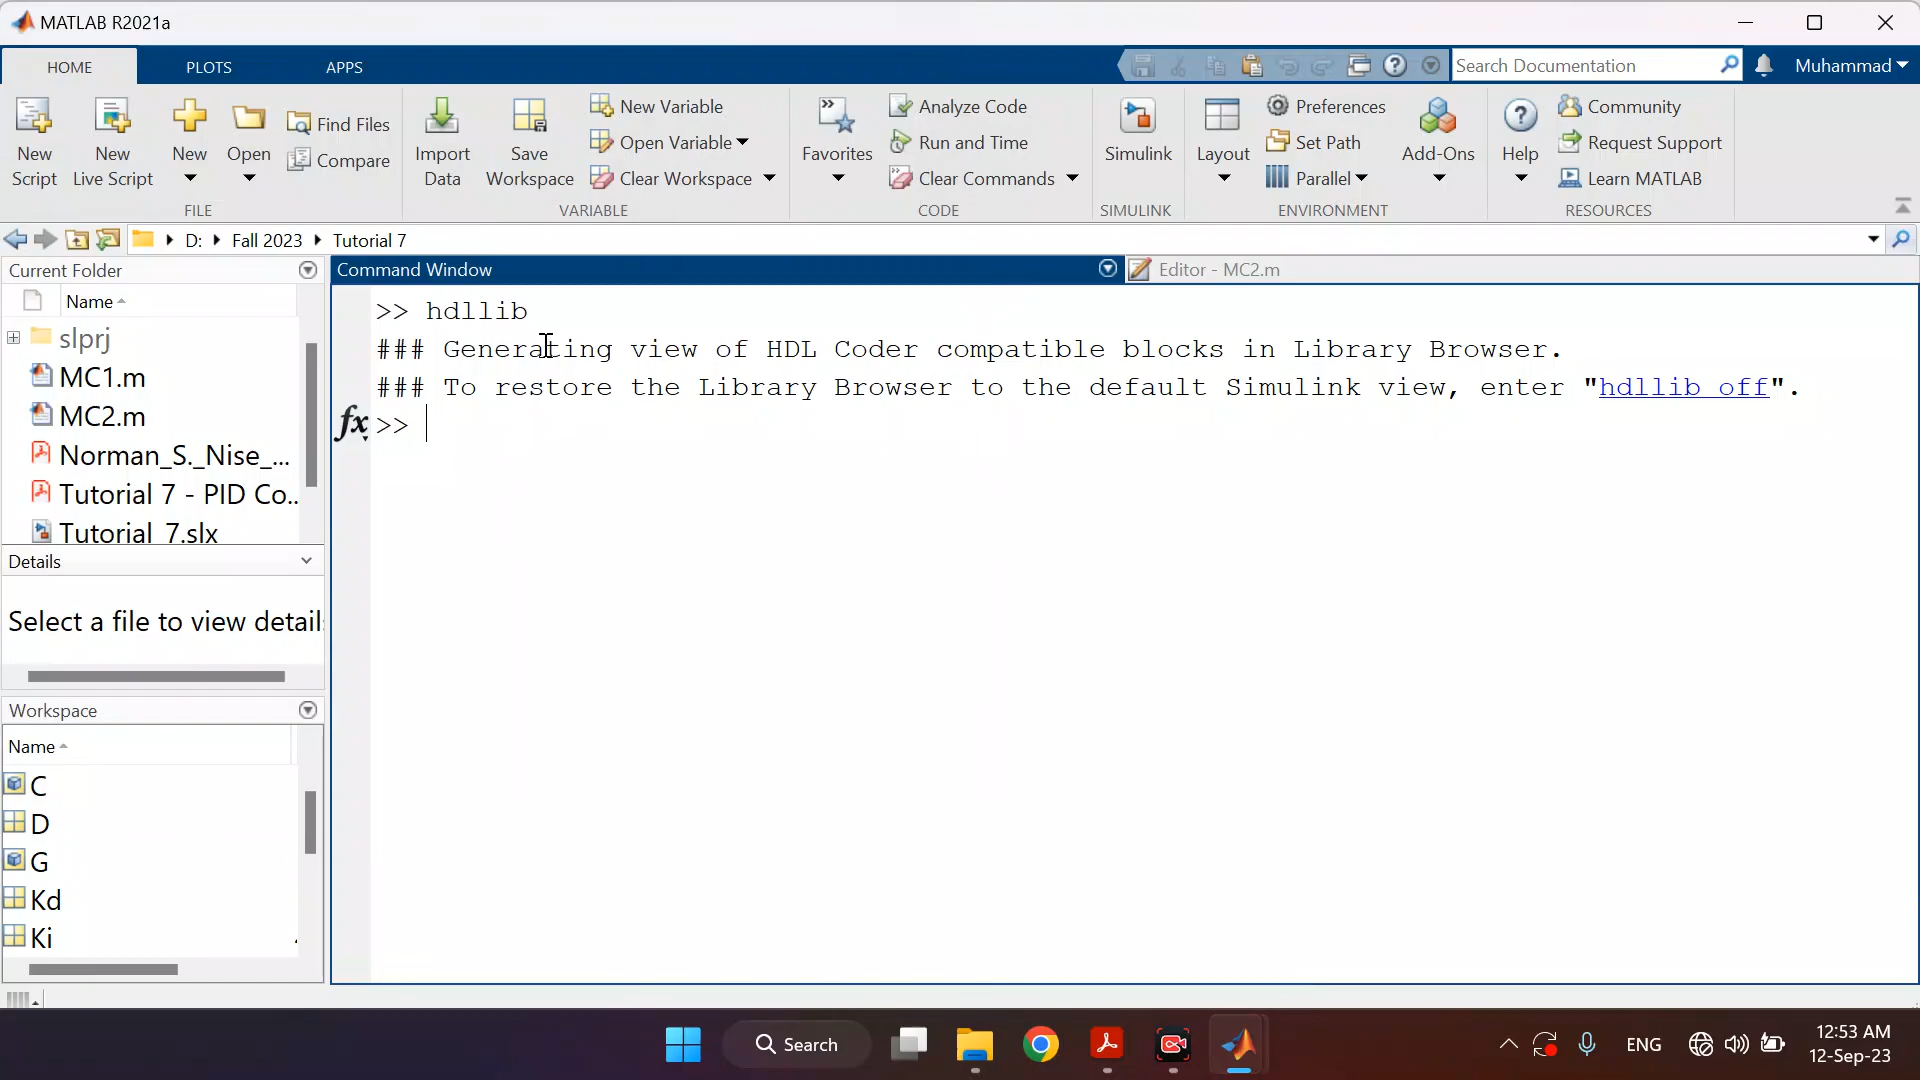 MATLAB R2021a
HOME
PLOTS
APPS
Search Documentation
Muhammad
New Script
New Live Script
New
Open
Find Files
Compare
FILE
Import Data
Save Workspace
New Variable
Open Variable
Clear Workspace
VARIABLE
Favorites
Analyze Code
Run and Time
Clear Commands
CODE
Simulink
SIMULINK
Layout
Preferences
Set Path
Parallel
Add-Ons
ENVIRONMENT
Help
Community
Request Support
Learn MATLAB
RESOURCES
D: Fall 2023 Tutorial 7
Current Folder
Name
slprj
MC1.m
MC2.m
Norman_S._Nise_...
Tutorial 7 - PID Co...
Tutorial_7.slx
Details
Select a file to view detail
Workspace
Name
C
D
G
Kd
Ki
Command Window
Editor - MC2.m
>> hdllib
### Generating view of HDL Coder compatible blocks in Library Browser.
### To restore the Library Browser to the default Simulink view, enter "hdllib off".
fx >>
Search
ENG
12:53 AM
12-Sep-23